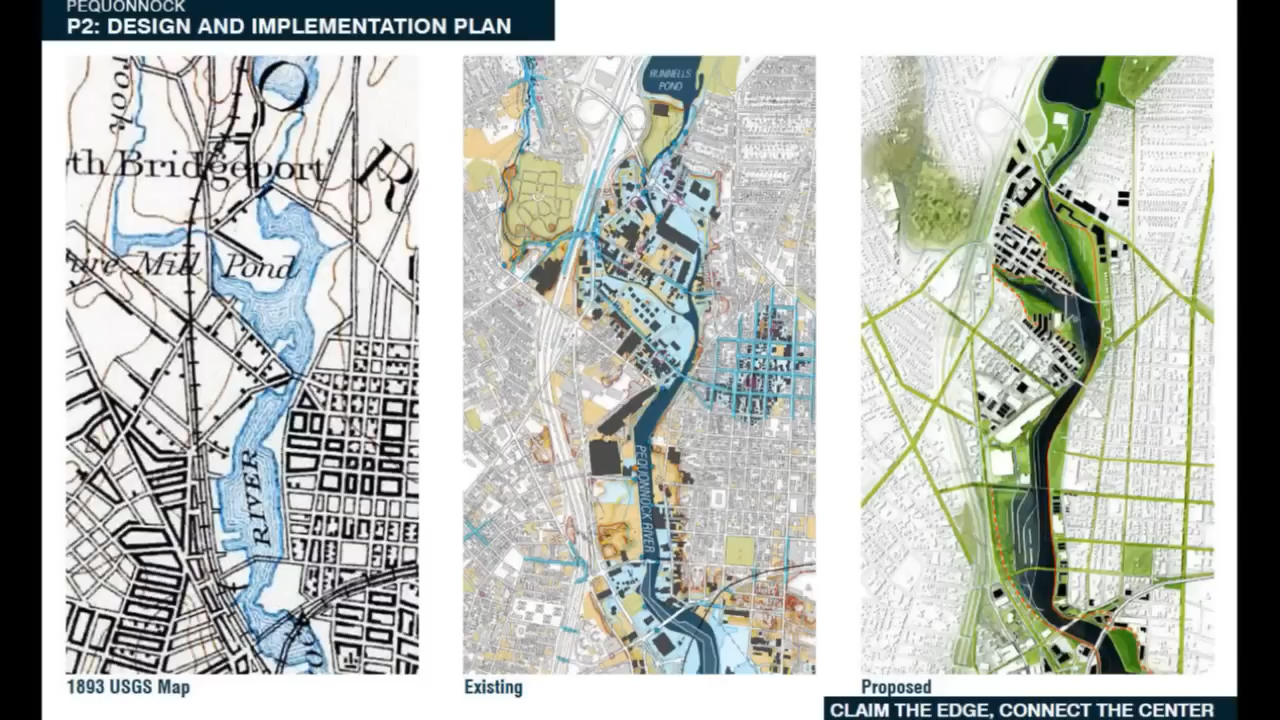 PEQUONNOCK
P2: DESIGN AND IMPLEMENTATION PLAN
rook
th Bridgeport
R
Mill Pond
RIVER
RUNNELLS
POND
PEQUONNOCK RIVER
1893 USGS Map
Existing
Proposed
CLAIM THE EDGE, CONNECT THE CENTER